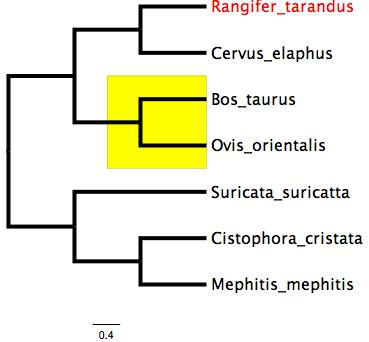 Rangifer_tarandus
Cervus_elaphus
Bos_taurus
Ovis_orientalis
Suricata_suricatta
Cistophora_cristata
Mephitis_mephitis
0.4